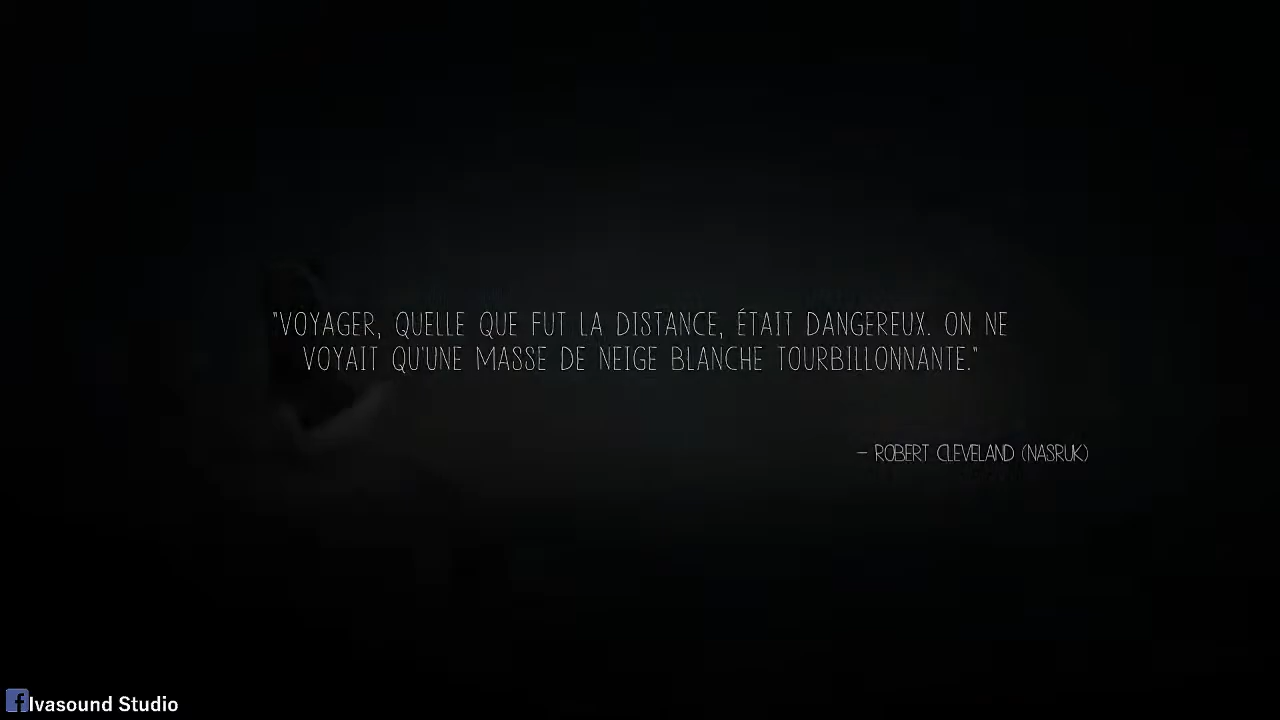 "VOYAGER, QUELLE QUE FUT LA DISTANCE, ÉTAIT DANGEREUX. ON NE
VOYAIT QU'UNE MASSE DE NEIGE BLANCHE TOURBILLONNANTE."
– ROBERT CLEVELAND (NASRUK)
f Ivasound Studio